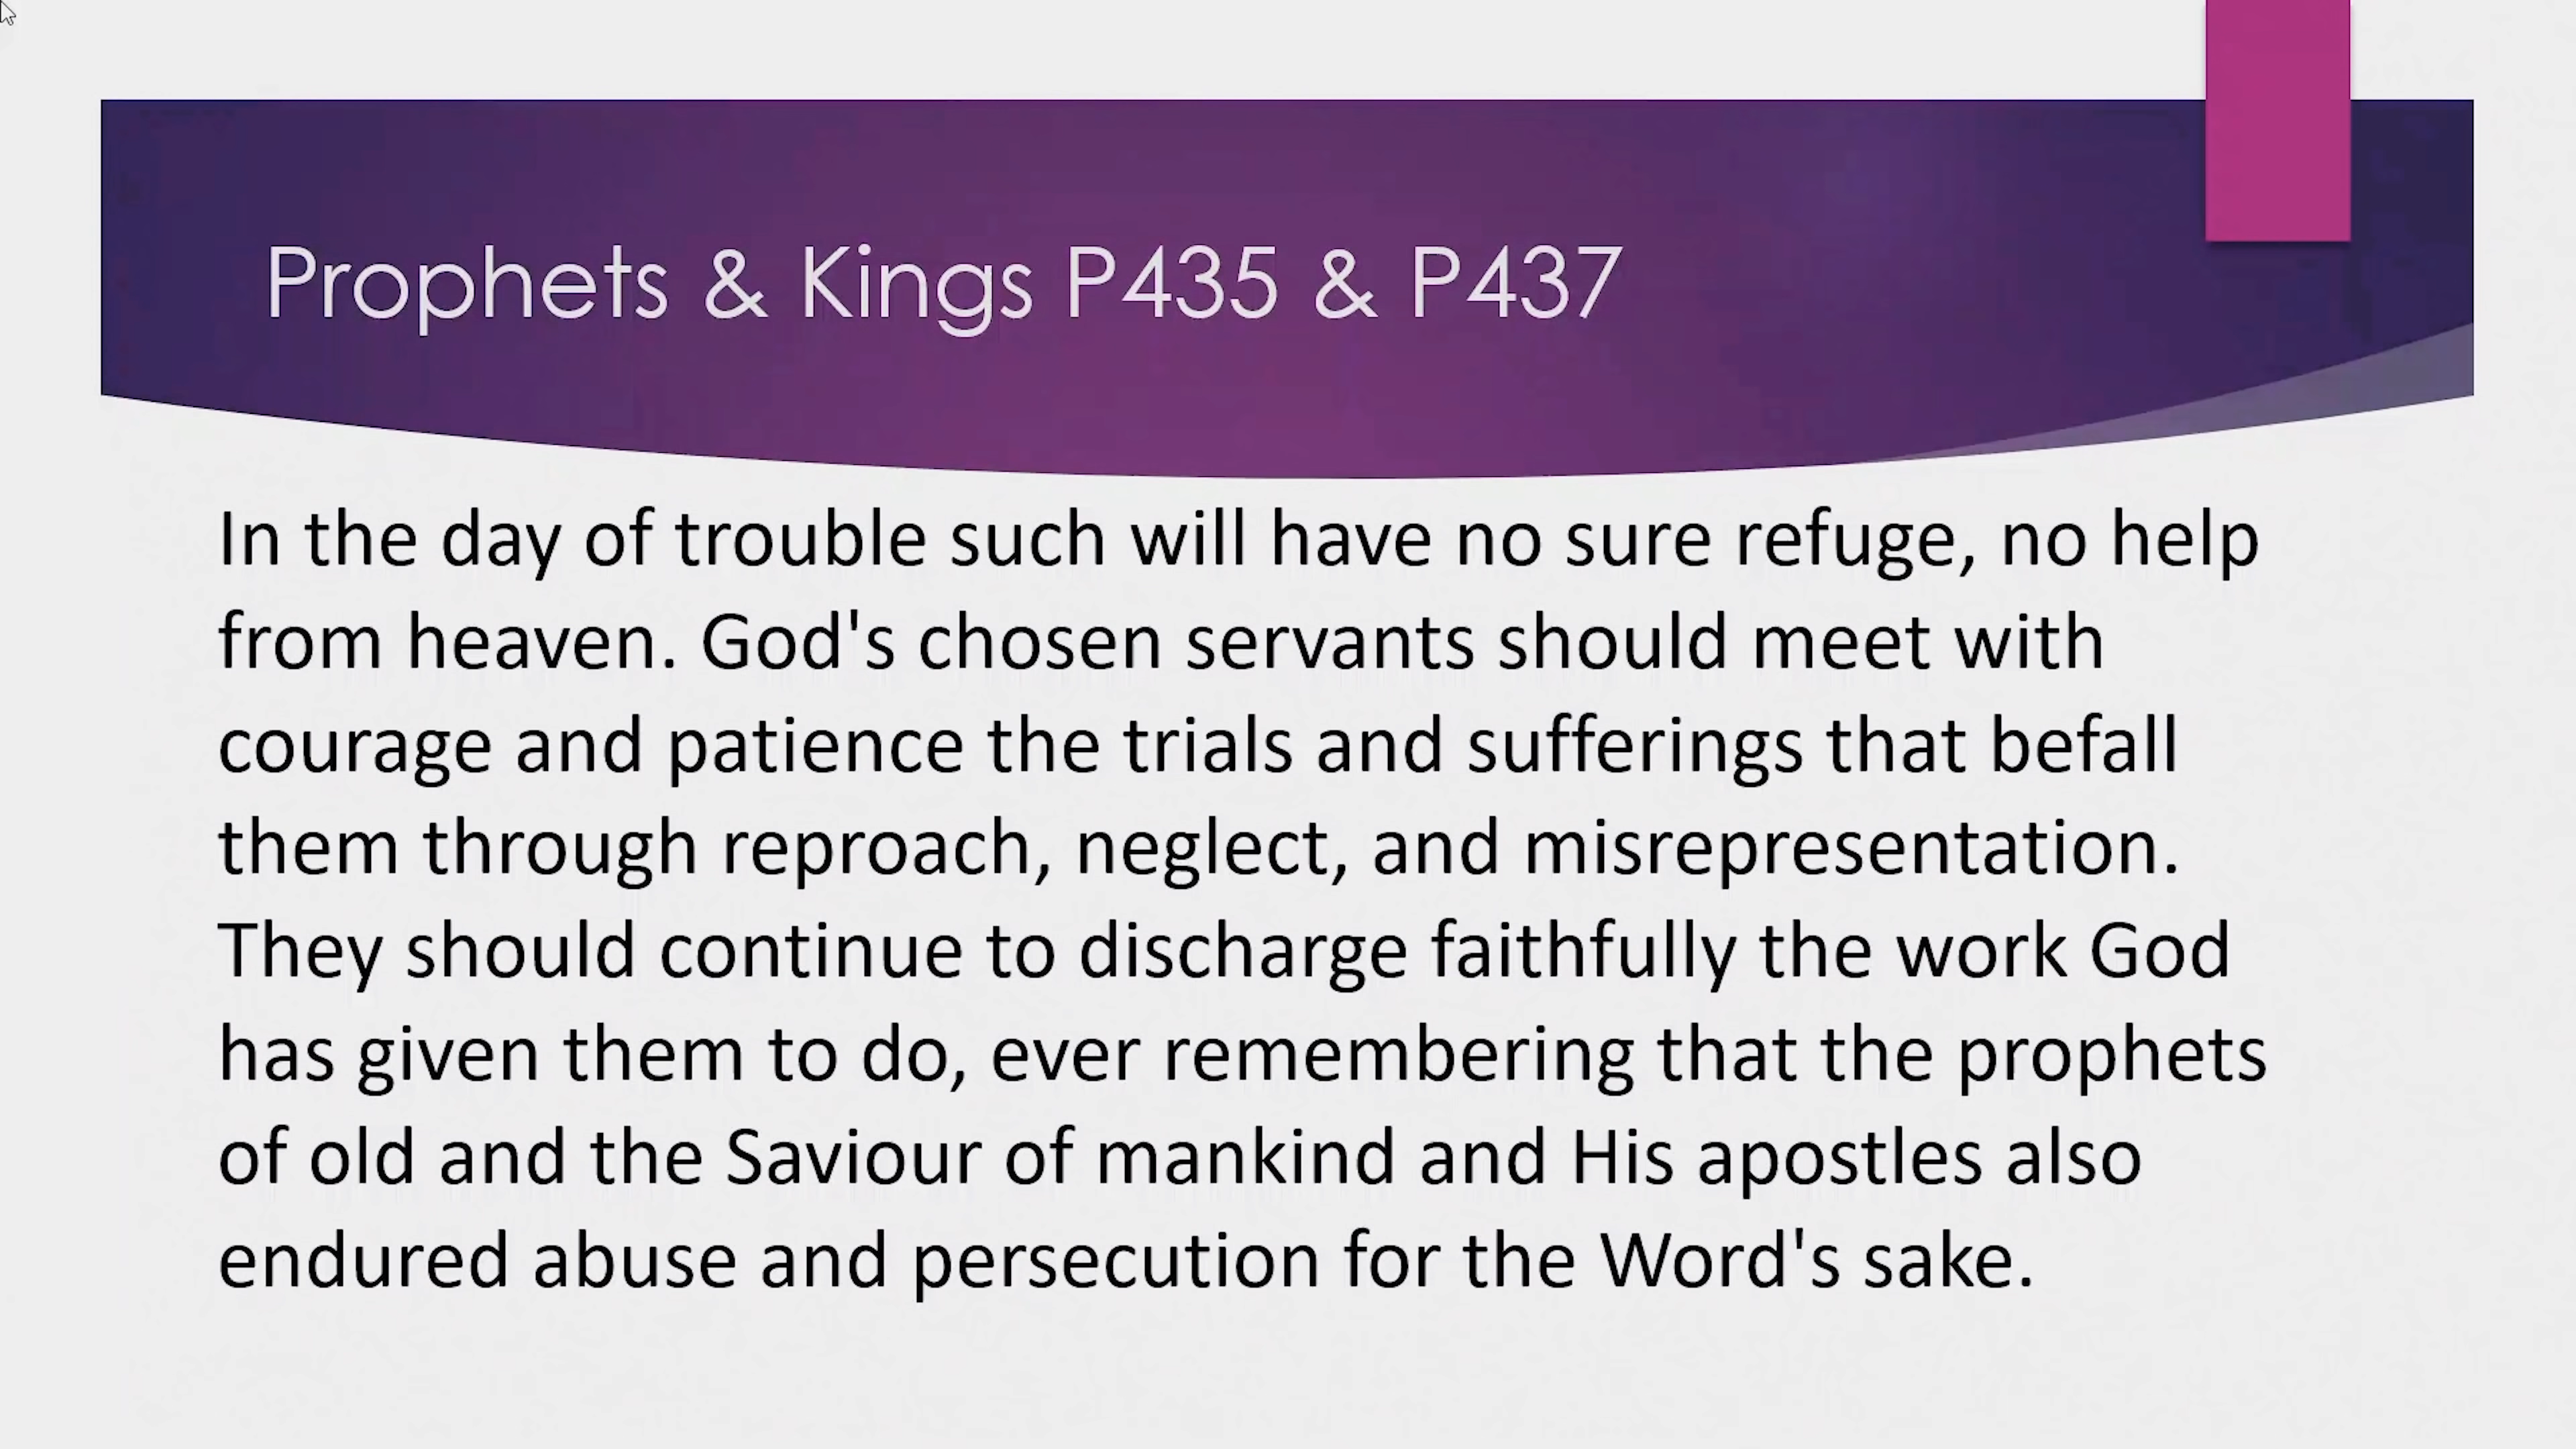 Prophets & Kings P435 & P437
In the day of trouble such will have no sure refuge, no help
from heaven. God's chosen servants should meet with
courage and patience the trials and sufferings that befall
them through reproach, neglect, and misrepresentation.
They should continue to discharge faithfully the work God
has given them to do, ever remembering that the prophets
of old and the Saviour of mankind and His apostles also
endured abuse and persecution for the Word's sake.